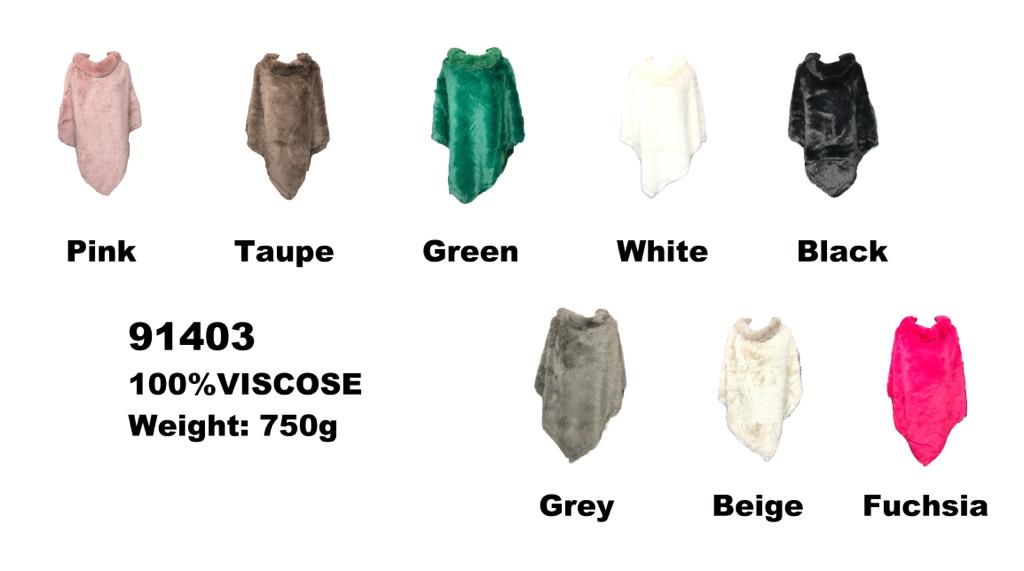 Pink Taupe Green White Black
91403
100%VISCOSE
Weight: 750g
Grey Beige Fuchsia